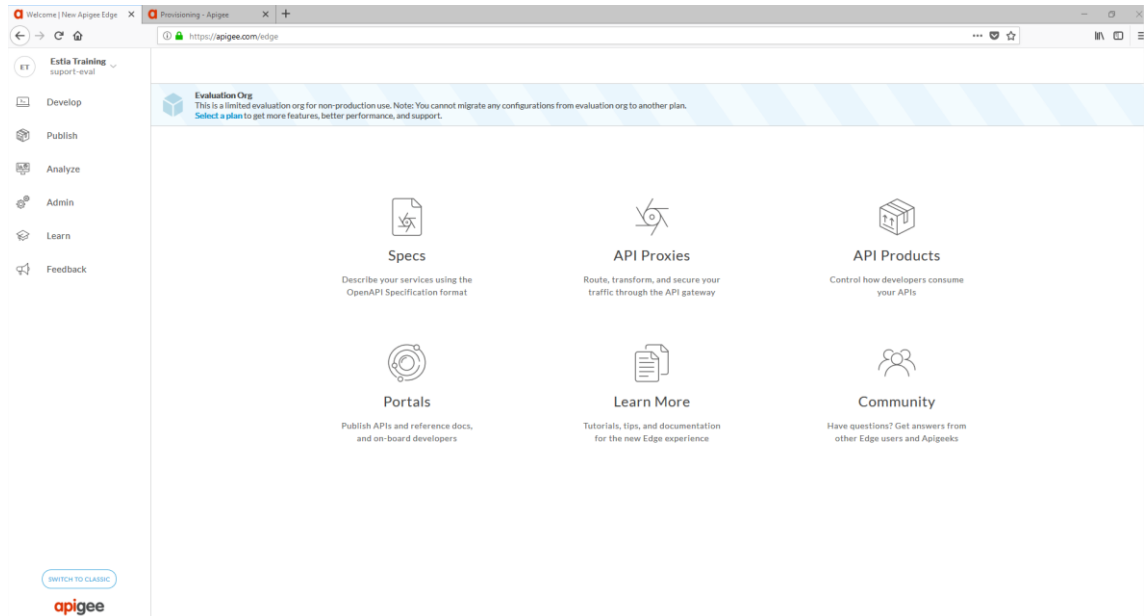 Welcome | New Apigee Edge
Provisioning - Apigee
https://apigee.com/edge
ET
Estia Training
suport-eval
Develop
Publish
Analyze
Admin
Learn
Feedback
Evaluation Org
This is a limited evaluation org for non-production use. Note: You cannot migrate any configurations from evaluation org to another plan.
Select a plan to get more features, better performance, and support.
Specs
Describe your services using the
OpenAPI Specification format
API Proxies
Route, transform, and secure your
traffic through the API gateway
API Products
Control how developers consume
your APIs
Portals
Publish APIs and reference docs,
and on-board developers
Learn More
Tutorials, tips, and documentation
for the new Edge experience
Community
Have questions? Get answers from
other Edge users and Apigeeks
SWITCH TO CLASSIC
apigee